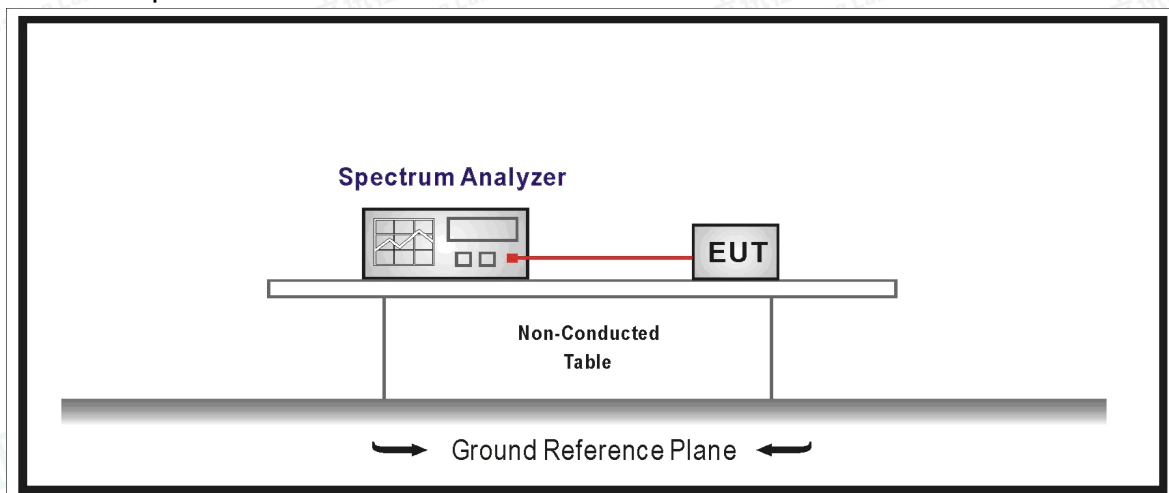 Spectrum Analyzer
EUT
Non-Conducted
Table
Ground Reference Plane